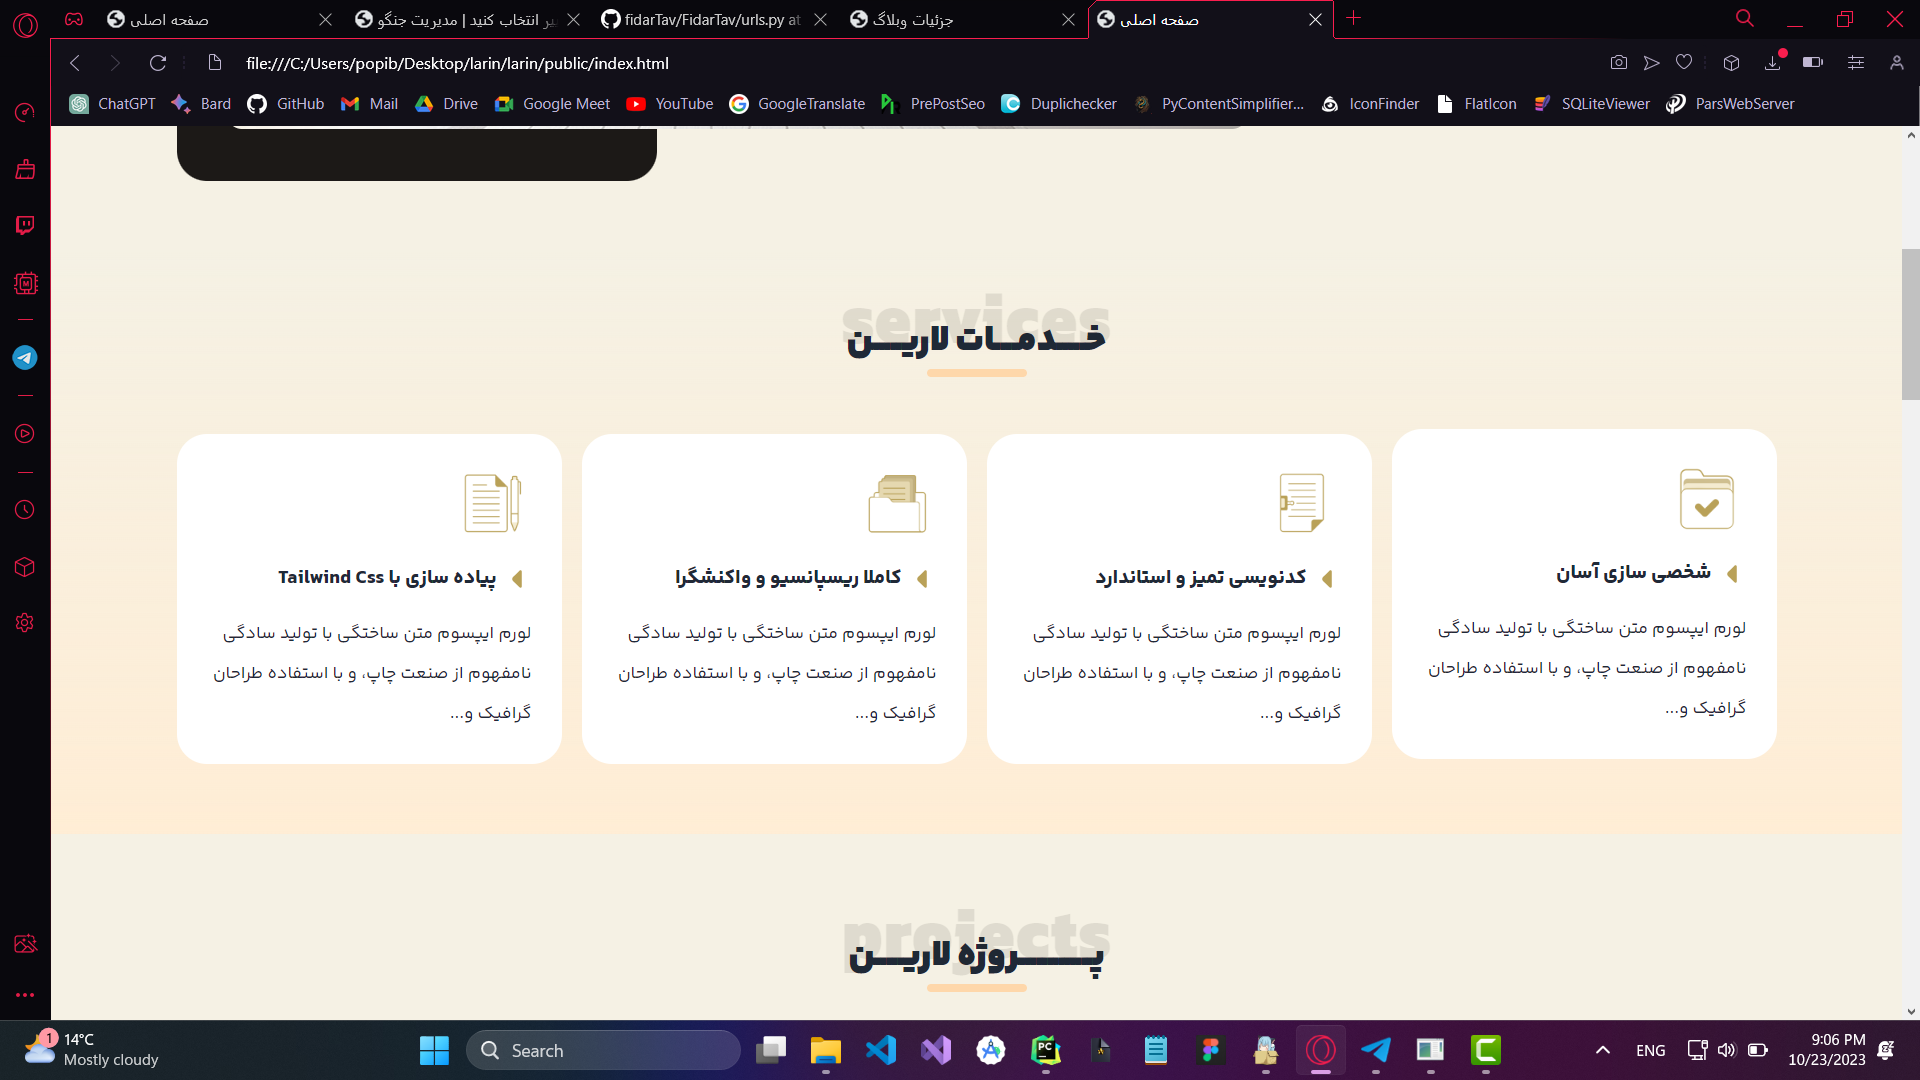 صفحه اصلی
یر انتخاب کنید | مدیریت جنگو
fidarTav/FidarTav/urls.py at
جزئیات وبلاگ
صفحه اصلی
file:///C:/Users/popib/Desktop/larin/larin/public/index.html
ChatGPT Bard GitHub Mail Drive Google Meet YouTube GoogleTranslate PrePostSeo Duplichecker PyContentSimplifier... IconFinder FlatIcon SQLiteViewer ParsWebServer
services
خـــدمـــات لاریـــن
شخصی سازی آسان
لورم ایپسوم متن ساختگی با تولید سادگی
نامفهوم از صنعت چاپ، و با استفاده طراحان
گرافیک و...
کدنویسی تمیز و استاندارد
لورم ایپسوم متن ساختگی با تولید سادگی
نامفهوم از صنعت چاپ، و با استفاده طراحان
گرافیک و...
کاملا ریسپانسیو و واکنشگرا
لورم ایپسوم متن ساختگی با تولید سادگی
نامفهوم از صنعت چاپ، و با استفاده طراحان
گرافیک و...
پیاده سازی با Tailwind Css
لورم ایپسوم متن ساختگی با تولید سادگی
نامفهوم از صنعت چاپ، و با استفاده طراحان
گرافیک و...
projects
پـــــــروژه لاریـــن
1
14°C
Mostly cloudy
Search
PC
ENG
9:06 PM
10/23/2023